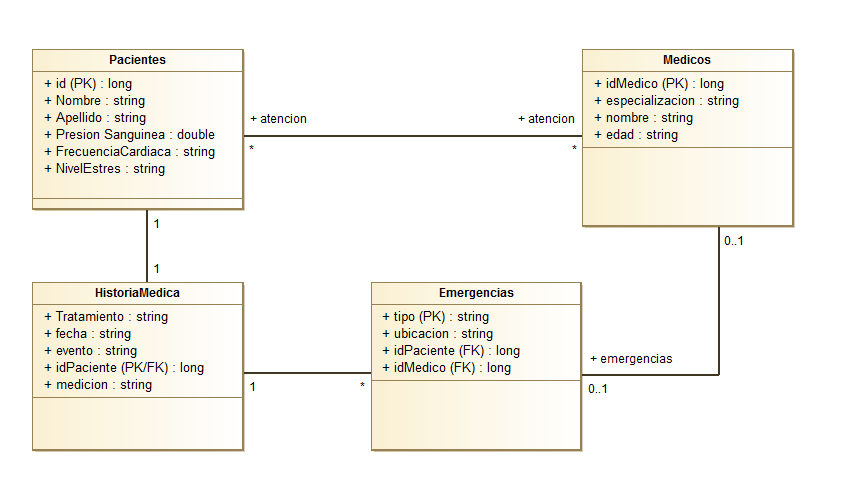 Pacientes
+ id (PK) : long
+ Nombre : string
+ Apellido : string
+ Presion Sanguinea : double
+ FrecuenciaCardiaca : string
+ NivelEstres : string
+ atencion
*
+ atencion
*
Medicos
+ idMedico (PK) : long
+ especializacion : string
+ nombre : string
+ edad : string
1
1
0..1
HistoriaMedica
+ Tratamiento : string
+ fecha : string
+ evento : string
+ idPaciente (PK/FK) : long
+ medicion : string
1
*
Emergencias
+ tipo (PK) : string
+ ubicacion : string
+ idPaciente (FK) : long
+ idMedico (FK) : long
+ emergencias
0..1